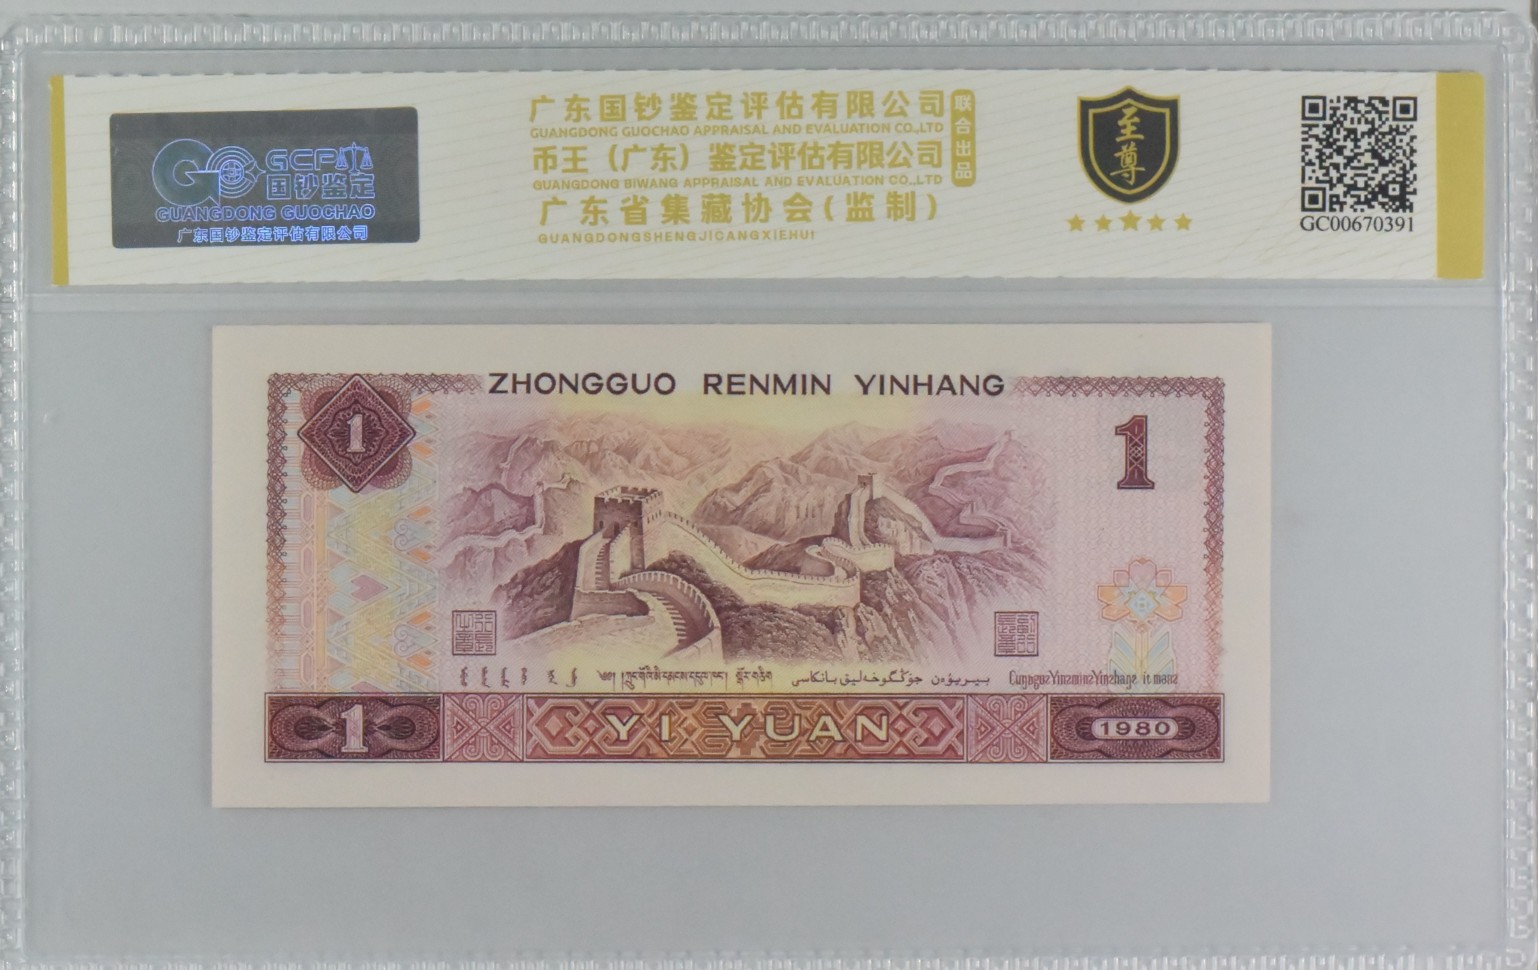 GCP
国钞鉴定
GUANGDONG GUOCHAO
广东国钞鉴定评估有限公司
广东国钞鉴定评估有限公司
GUANGDONG GUOCHAO APPRAISAL AND EVALUATION CO.,LTD
币王（广东）鉴定评估有限公司
GUANGDONG BIWANG APPRAISAL AND EVALUATION CO.,LTD
联合出品
广东省集藏协会(监制)
GUANGDONGSHENGJICANGXIEHUI
至尊
GC00670391
ZHONGGUO RENMIN YINHANG
1
1
CunggozYinzminzYinzhangz it maenz
1
YI YUAN
1980